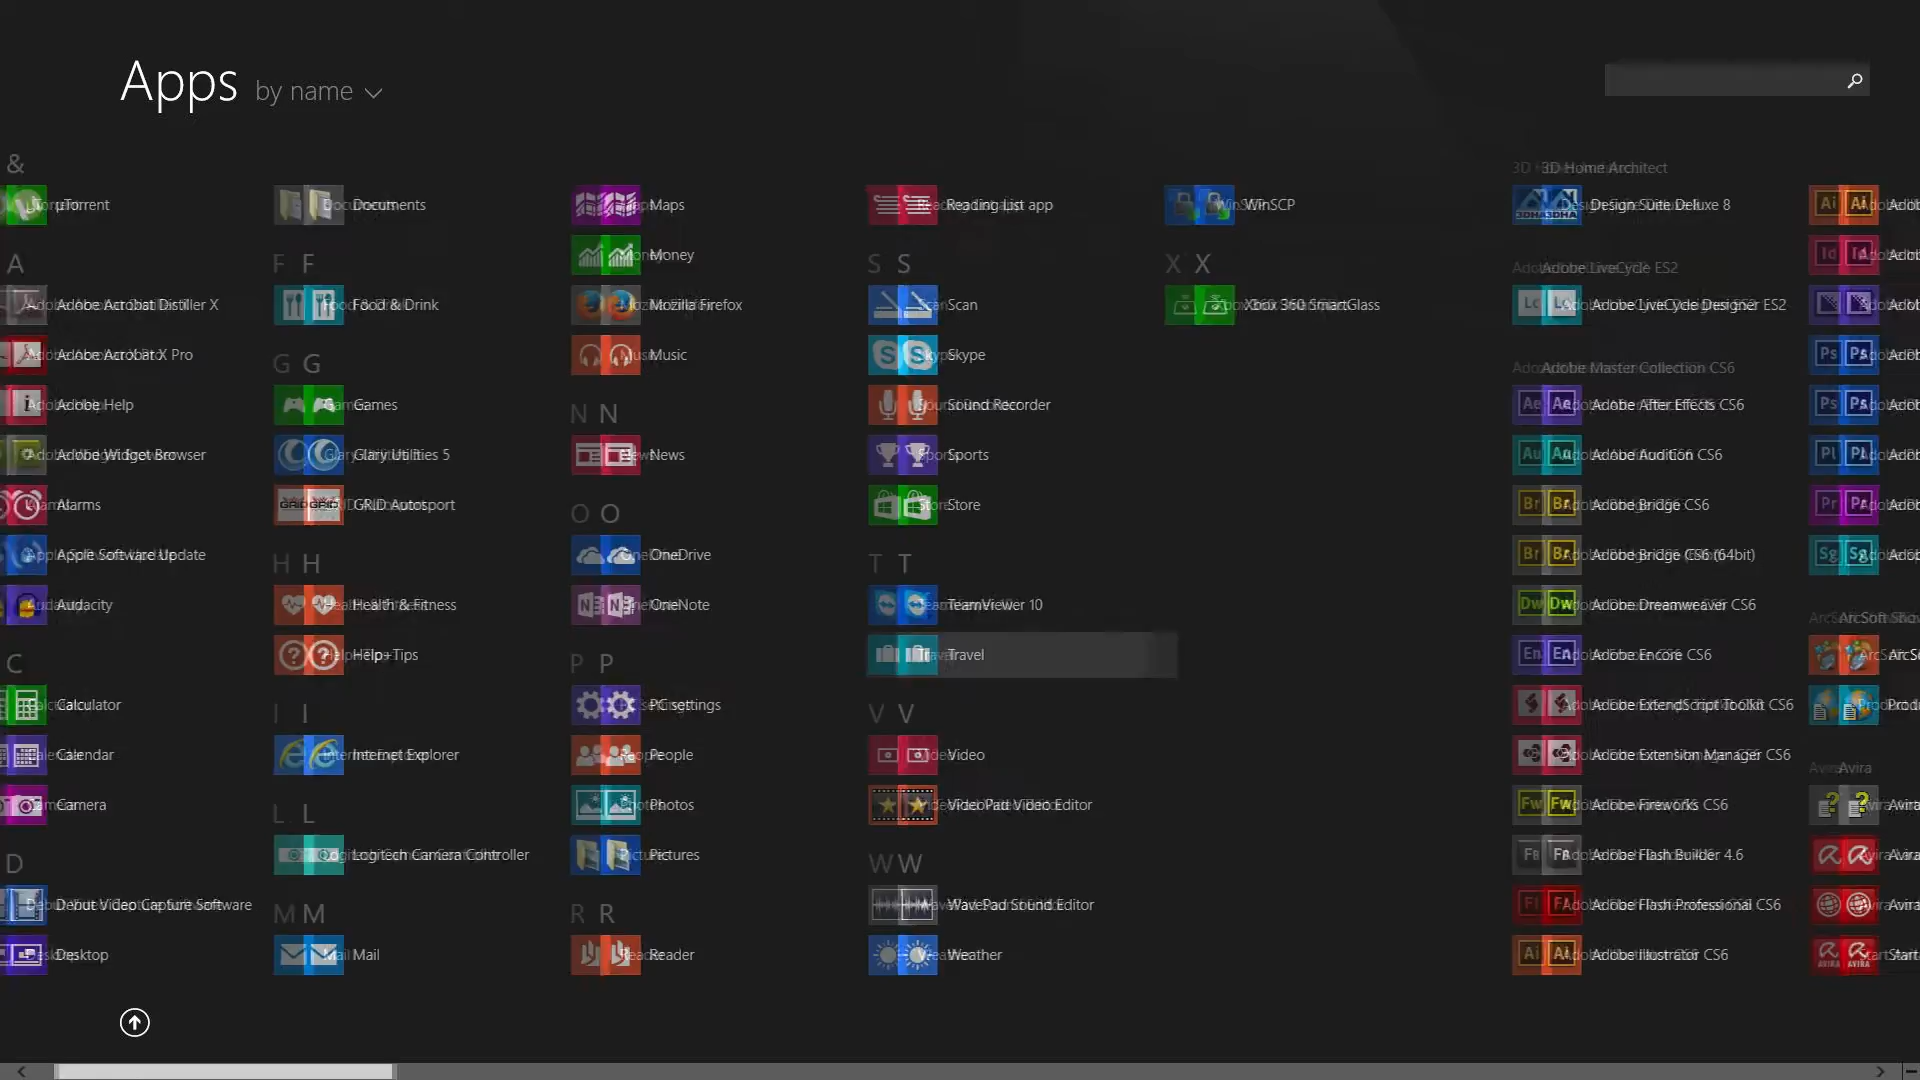 Apps by name
&
µTorrent
A
Adobe Acrobat Distiller X
Adobe Acrobat X Pro
Adobe Help
Adobe Widget Browser
Alarms
Apple Software Update
Audacity
C
Calculator
Calendar
Camera
D
Debut Video Capture Software
Desktop
Documents
F
Food & Drink
G
Games
Glary Utilities 5
GRID Autosport
H
Health & Fitness
Help+Tips
I
Internet Explorer
L
Logitech Camera Controller
M
Mail
Maps
Money
Mozilla Firefox
Music
N
News
O
OneDrive
OneNote
P
PC settings
People
Photos
Pictures
R
Reader
Reading List app
S
Scan
Skype
Sound Recorder
Sports
Store
T
TeamViewer 10
Travel
V
Video
VideoPad Video Editor
W
WavePad Sound Editor
Weather
WinSCP
X
Xbox 360 SmartGlass
3D Home Architect
Design Suite Deluxe 8
Adobe LiveCycle ES2
Adobe LiveCycle Designer ES2
Adobe Master Collection CS6
Adobe After Effects CS6
Adobe Audition CS6
Adobe Bridge CS6
Adobe Bridge CS6 (64bit)
Adobe Dreamweaver CS6
Adobe Encore CS6
Adobe ExtendScript Toolkit CS6
Adobe Extension Manager CS6
Adobe Fireworks CS6
Adobe Flash Builder 4.6
Adobe Flash Professional CS6
Adobe Illustrator CS6
ArcSoft
Avira
Avira